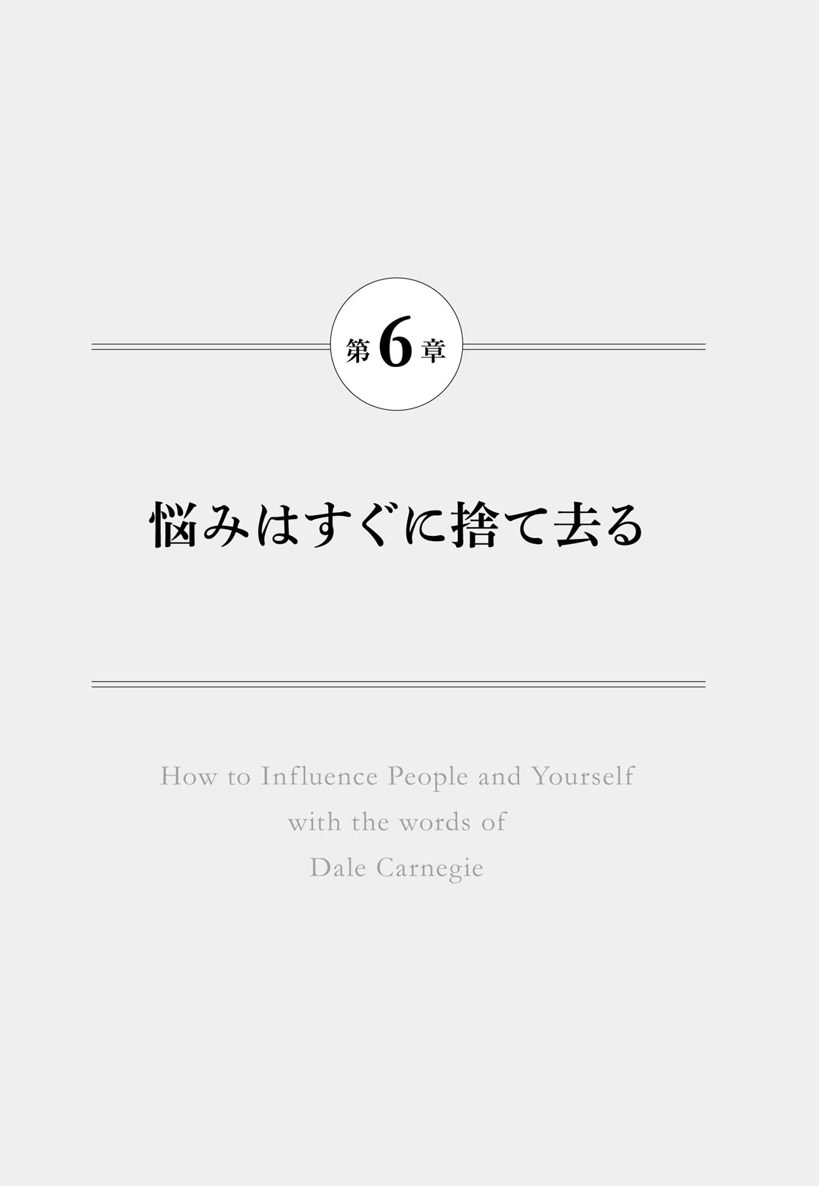 第6章
悩みはすぐに捨て去る
How to Influence People and Yourself
with the words of
Dale Carnegie